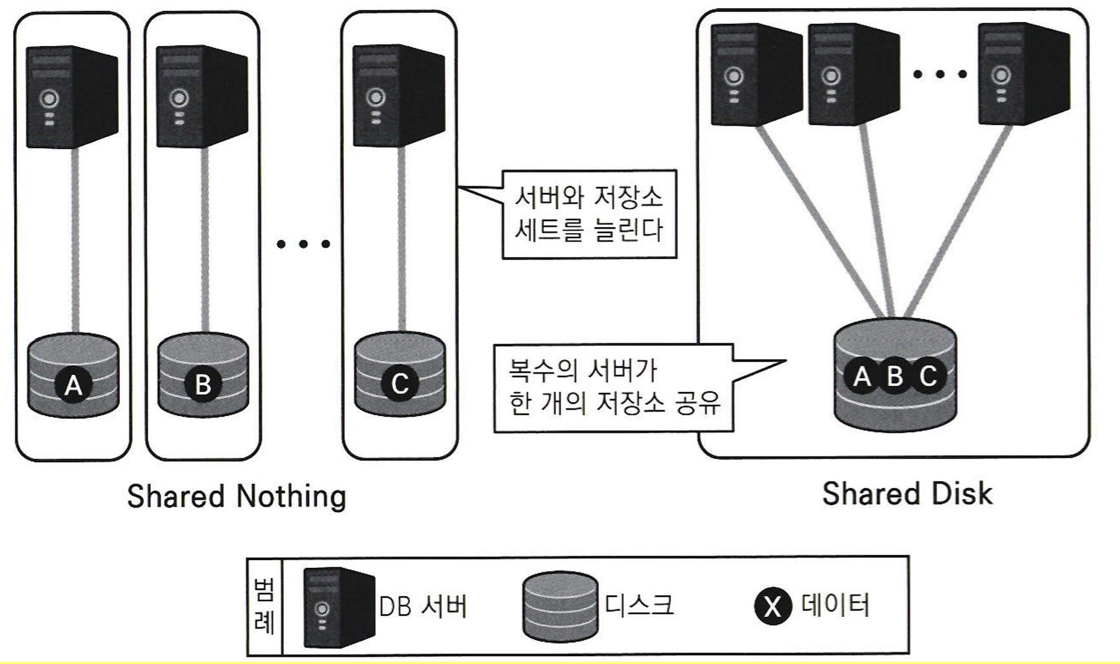 서버와 저장소
세트를 늘린다
A
B
C
복수의 서버가
한 개의 저장소 공유
A B C
Shared Nothing
Shared Disk
범례
DB 서버
디스크
X 데이터